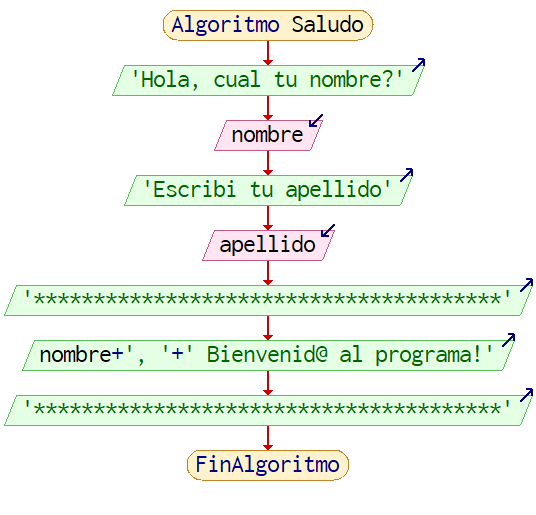 Algoritmo Saludo
'Hola, cual tu nombre?'
nombre
'Escribi tu apellido'
apellido
'***************************************'
nombre+', '+' Bienvenid@ al programa!'
'***************************************'
FinAlgoritmo